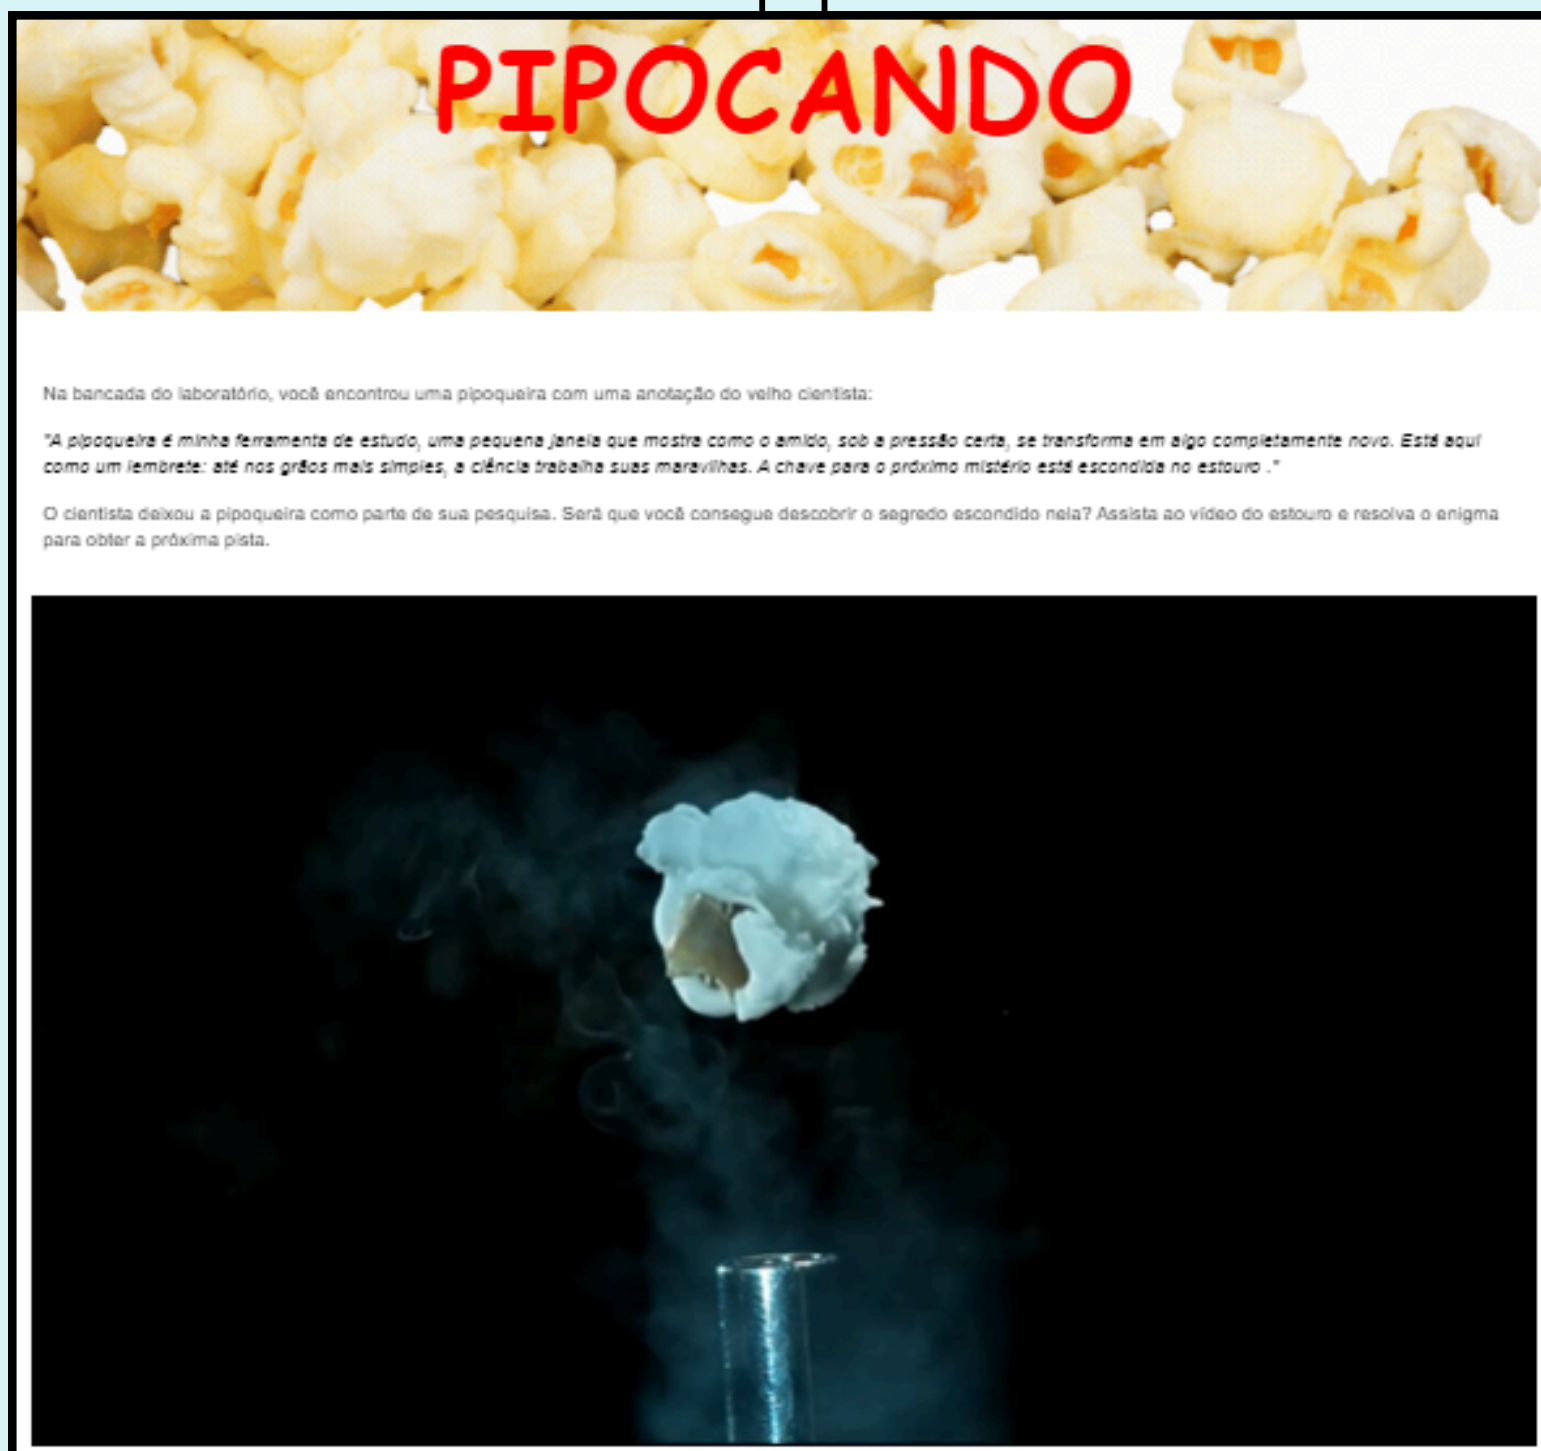 PIPOCANDO
Na bancada do laboratório, você encontrou uma pipoqueira com uma anotação do velho cientista:
"A pipoqueira é minha ferramenta de estudo, uma pequena janela que mostra como o amido, sob a pressão certa, se transforma em algo completamente novo. Está aqui
como um lembrete: até nos grãos mais simples, a ciência trabalha suas maravilhas. A chave para o próximo mistério está escondida no estouro ."
O cientista deixou a pipoqueira como parte de sua pesquisa. Será que você consegue descobrir o segredo escondido nela? Assista ao vídeo do estouro e resolva o enigma
para obter a próxima pista.